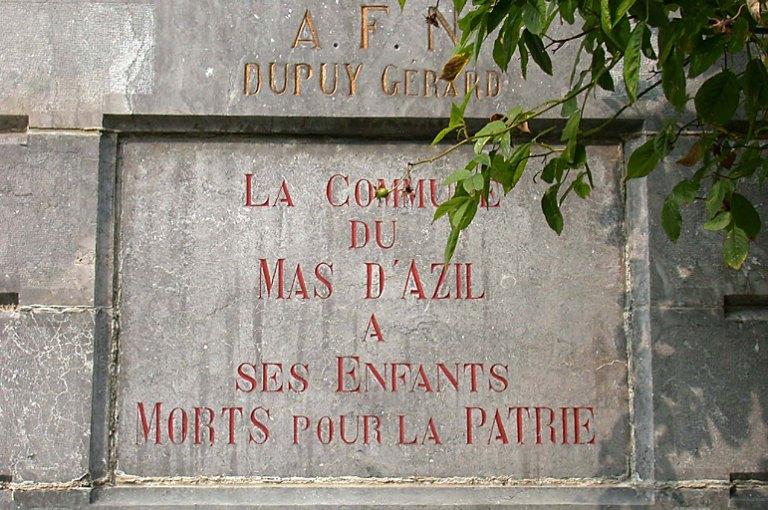 A. F. N
DUPUY GÉRARD
LA COMMUNE
DU
MAS D'AZIL
A
SES ENFANTS
MORTS POUR LA PATRIE